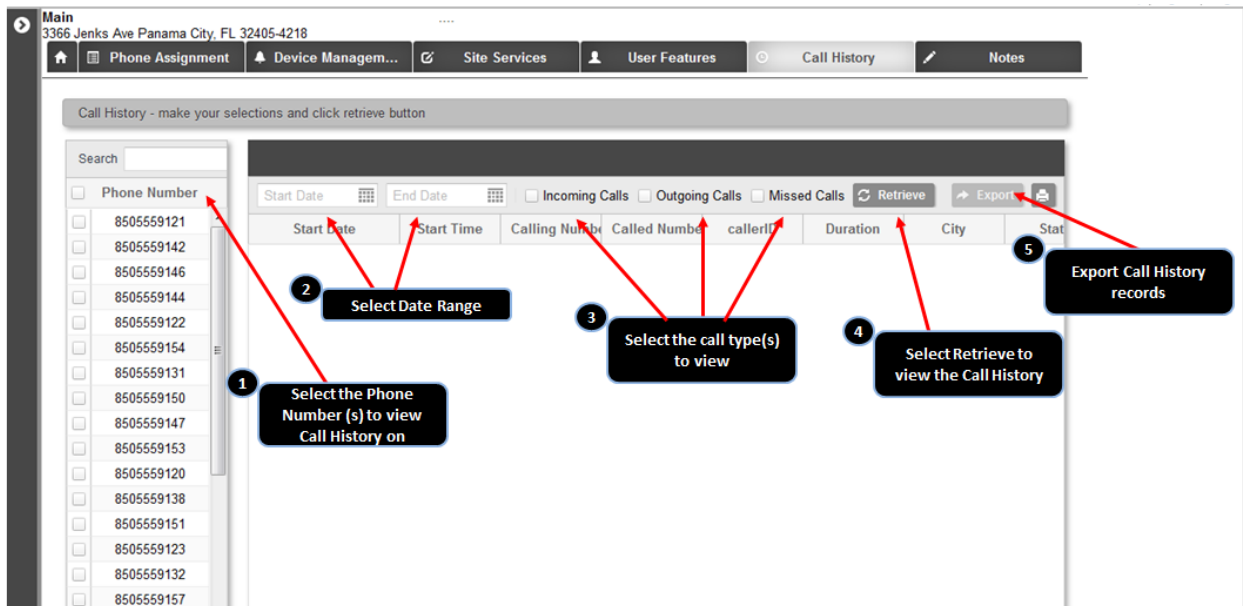 Main
....
3366 Jenks Ave Panama City, FL 32405-4218
Phone Assignment Device Managem... Site Services User Features Call History Notes
Call History - make your selections and click retrieve button
Search
Phone Number
Start Date End Date Incoming Calls Outgoing Calls Missed Calls Retrieve Export
Start Date Start Time Calling Numbe Called Number callerID Duration City Stat
8505559121
8505559142
8505559146
8505559144
8505559122
8505559154
8505559131
8505559150
8505559147
8505559153
8505559120
8505559138
8505559151
8505559123
8505559132
8505559157
1
Select the Phone
Number (s) to view
Call History on
2
Select Date Range
3
Select the call type(s)
to view
4
Select Retrieve to
view the Call History
5
Export Call History
records